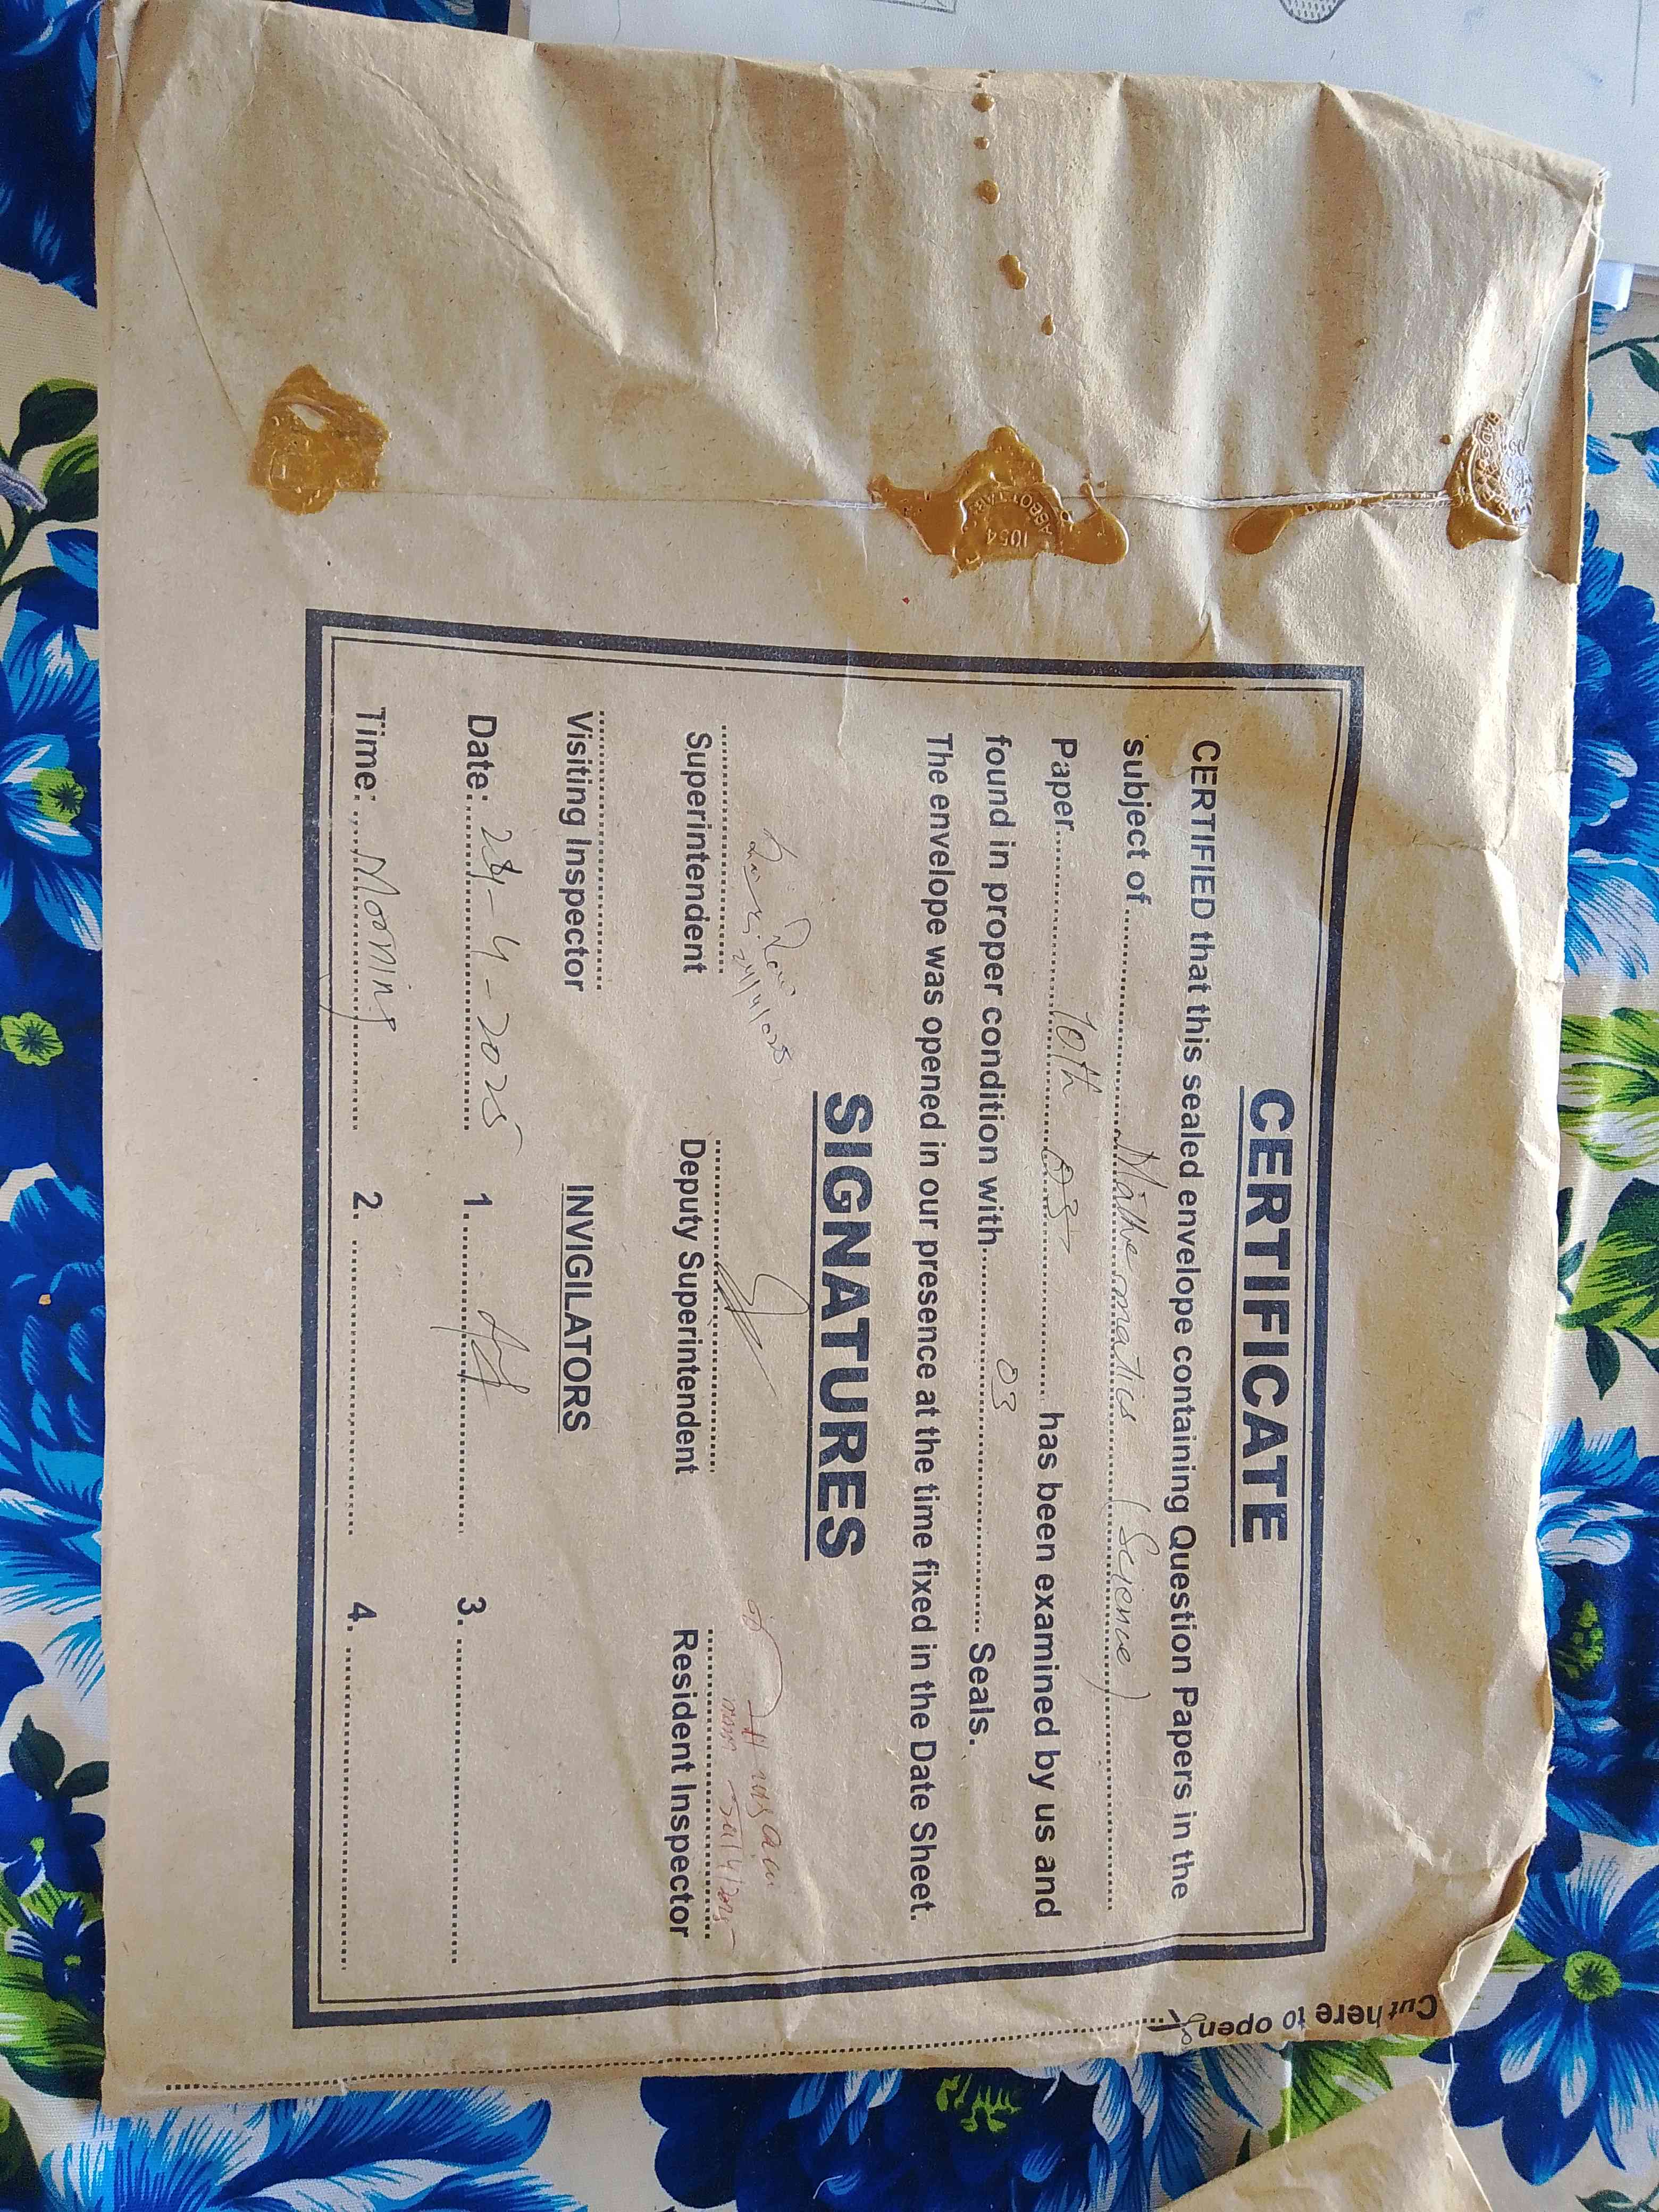 CERTIFICATE
CERTIFIED that this sealed envelope containing Question Papers in the
subject of Mathematics (Science)
Paper 10th 03 has been examined by us and
found in proper condition with 03 Seals.
The envelope was opened in our presence at the time fixed in the Date Sheet.
SIGNATURES
Superintendent Deputy Superintendent Resident Inspector
Visiting Inspector INVIGILATORS
Date: 24-4-2025 1. 3.
Time: Mooning 2. 4.
Cut here to open
1054
ABBOTTAB